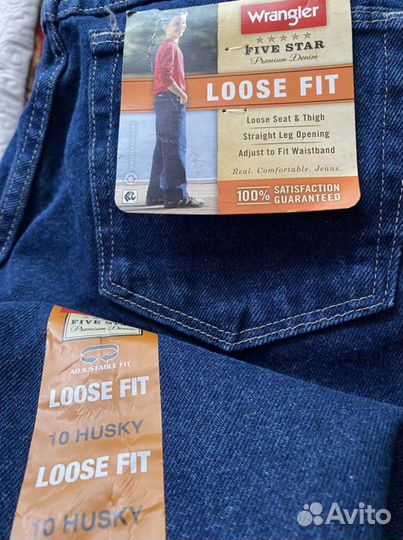 Wrangler
FIVE STAR
Premium Denim
LOOSE FIT
Loose Seat & Thigh
Straight Leg Opening
Adjust to Fit Waistband
Real. Comfortable. Jeans.
100% SATISFACTION
GUARANTEED
FIVE STAR
Premium Denim
ADJUSTABLE FIT
LOOSE FIT
10 HUSKY
LOOSE FIT
10 HUSKY
Avito